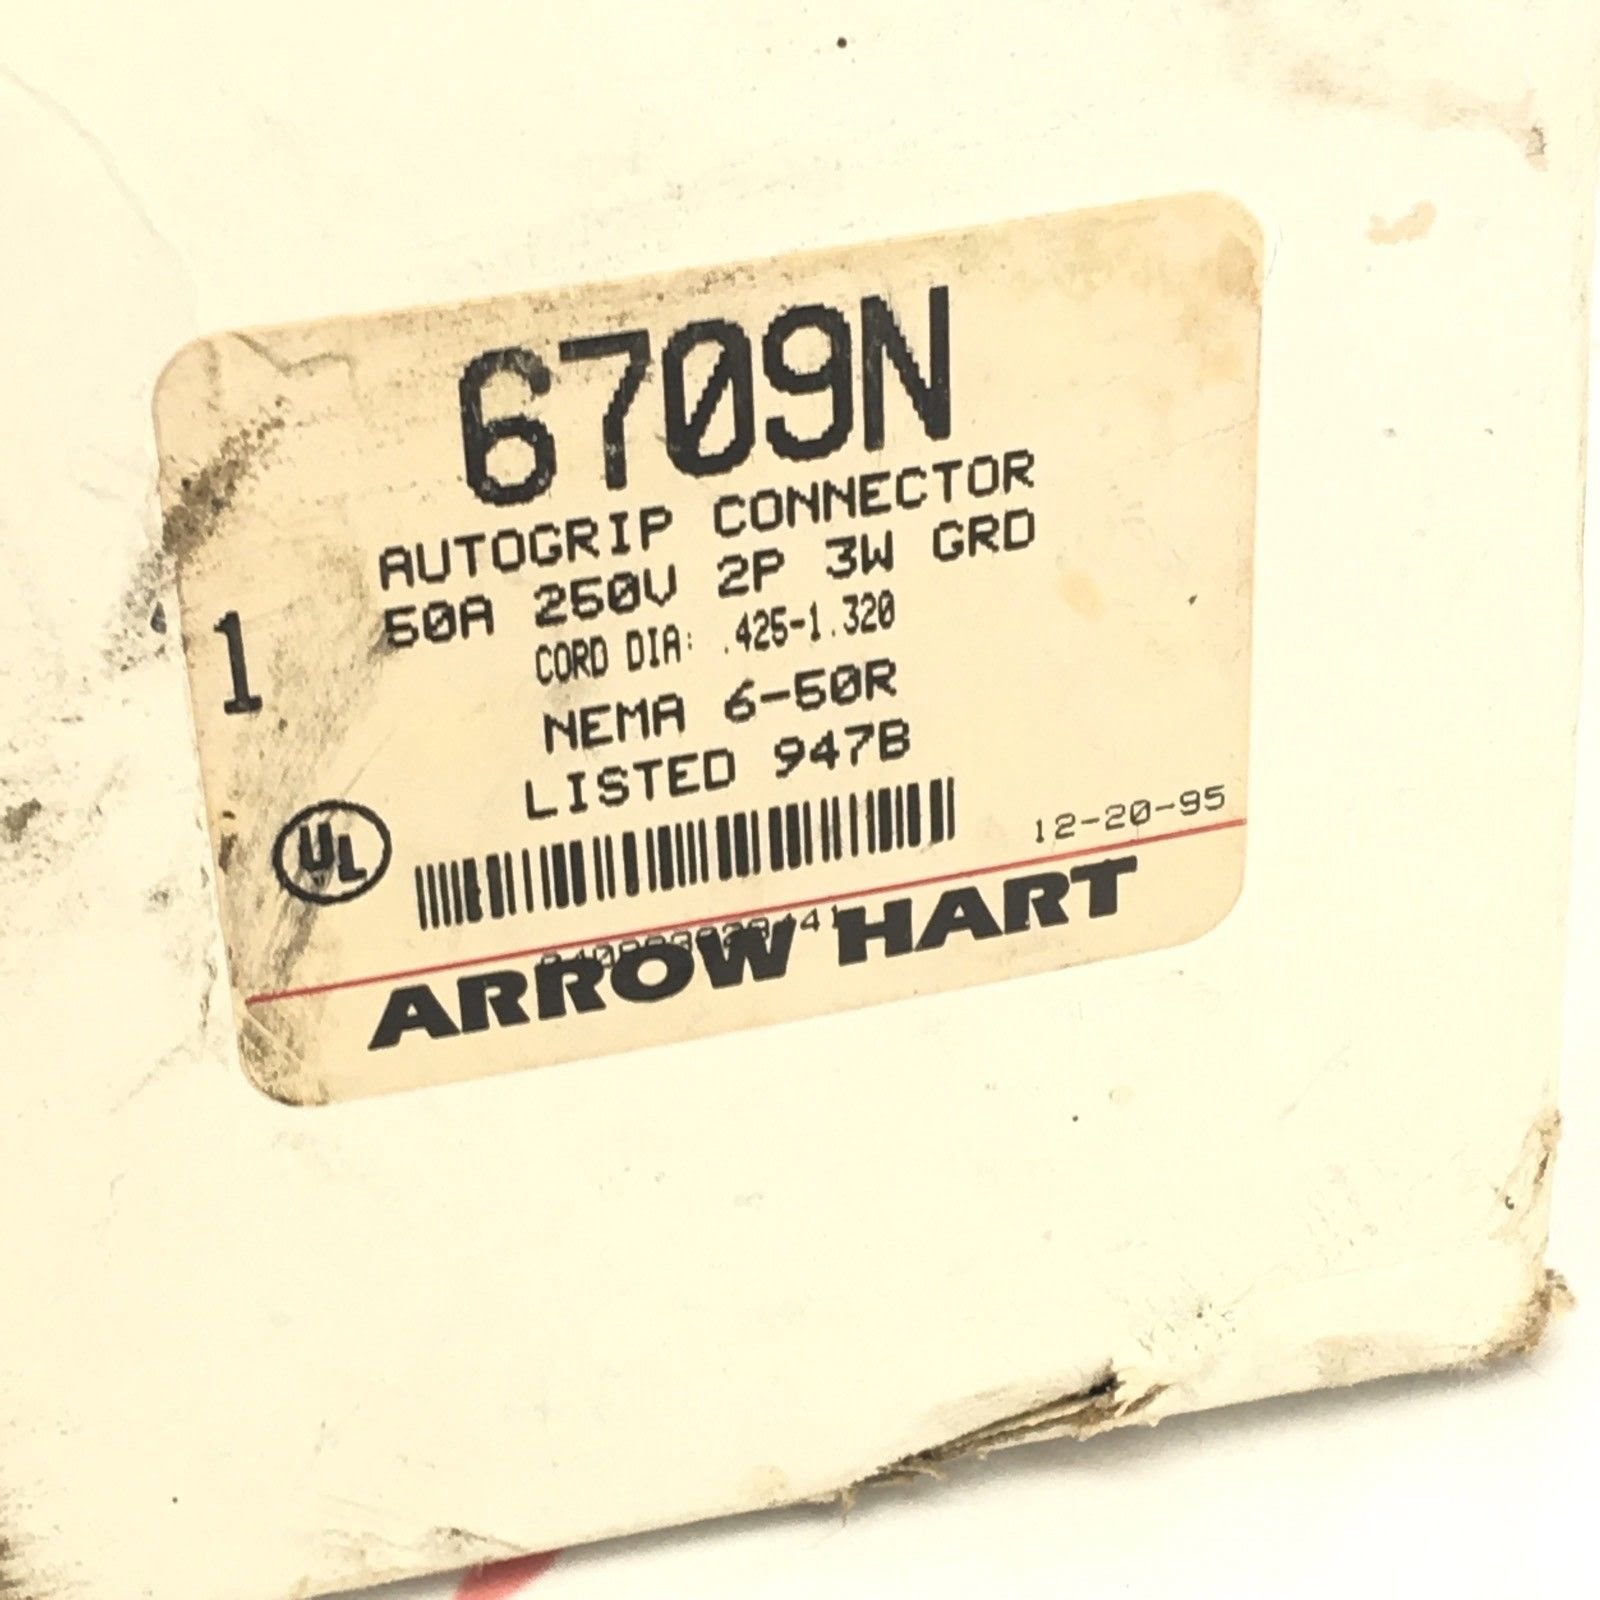 6709N
AUTOGRIP CONNECTOR
50A 250V 2P 3W GRD
1
CORD DIA: .425-1.320
NEMA 6-50R
LISTED 947B
UL
12-20-95
ARROW HART